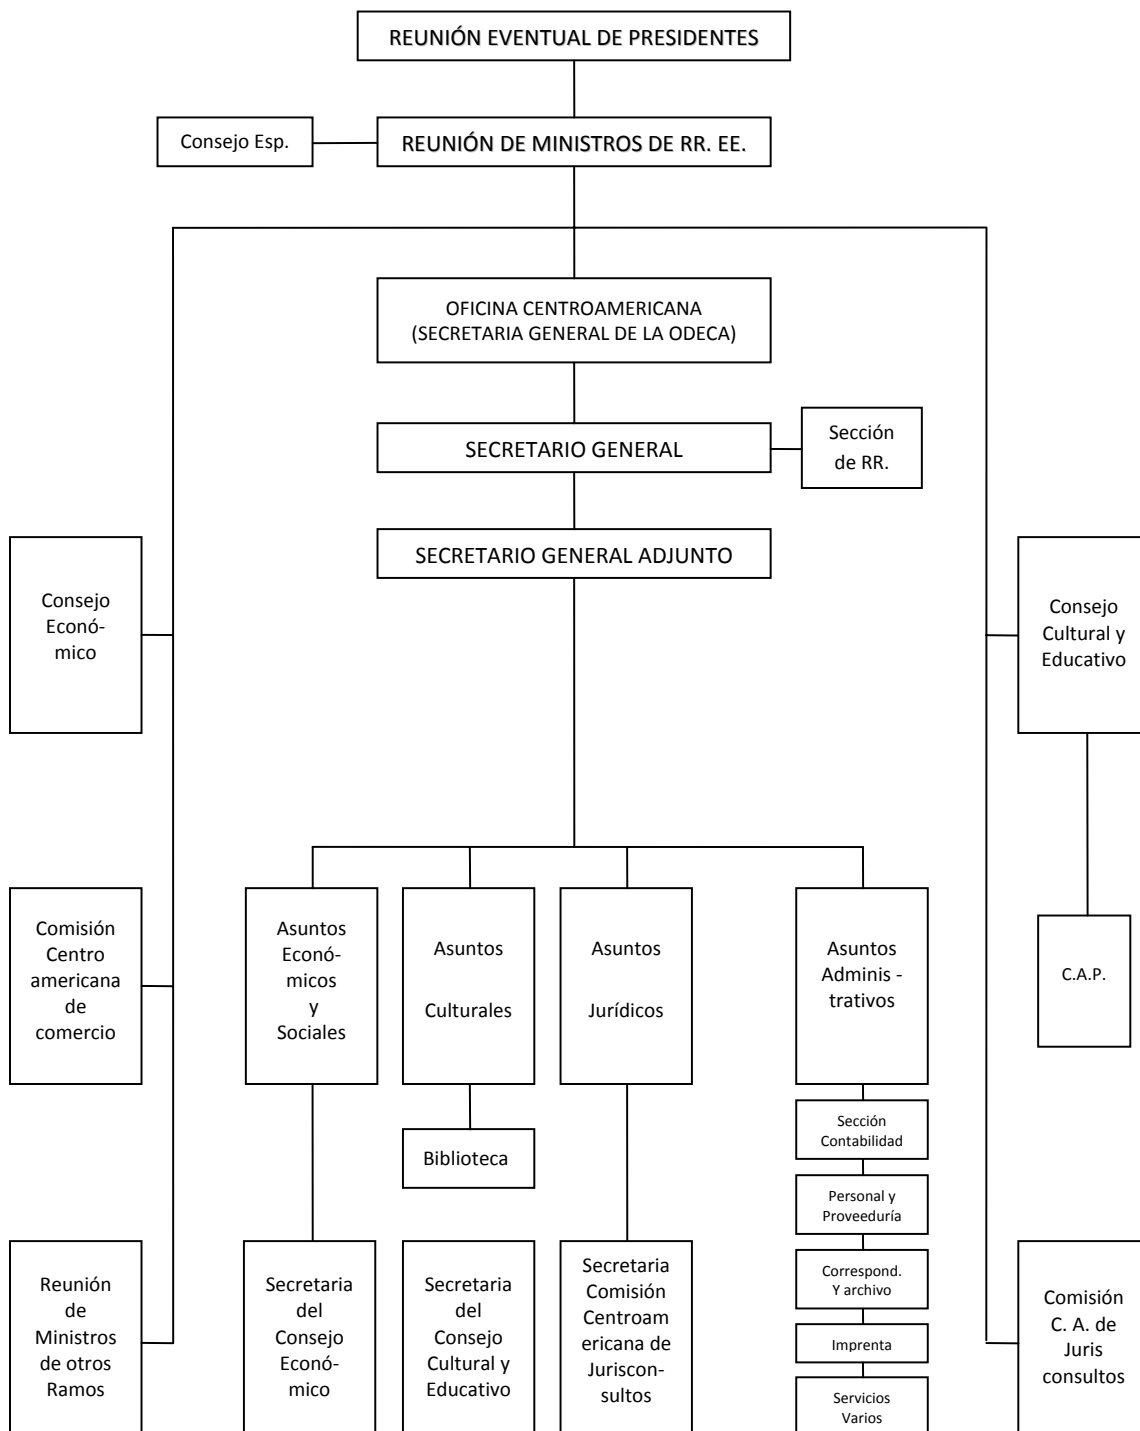 REUNIÓN EVENTUAL DE PRESIDENTES
Consejo Esp.
REUNIÓN DE MINISTROS DE RR. EE.
OFICINA CENTROAMERICANA
(SECRETARIA GENERAL DE LA ODECA)
SECRETARIO GENERAL
Sección
de RR.
SECRETARIO GENERAL ADJUNTO
Consejo
Econó-
mico
Consejo
Cultural y
Educativo
Comisión
Centro
americana
de
comercio
Asuntos
Econó-
micos
y
Sociales
Asuntos
Culturales
Asuntos
Jurídicos
Asuntos
Adminis -
trativos
C.A.P.
Biblioteca
Sección
Contabilidad
Personal y
Proveeduría
Correspond.
Y archivo
Imprenta
Servicios
Varios
Reunión
de
Ministros
de otros
Ramos
Secretaria
del
Consejo
Econó-
mico
Secretaria
del
Consejo
Cultural y
Educativo
Secretaria
Comisión
Centroam
ericana de
Juriscon-
sultos
Comisión
C. A. de
Juris
consultos